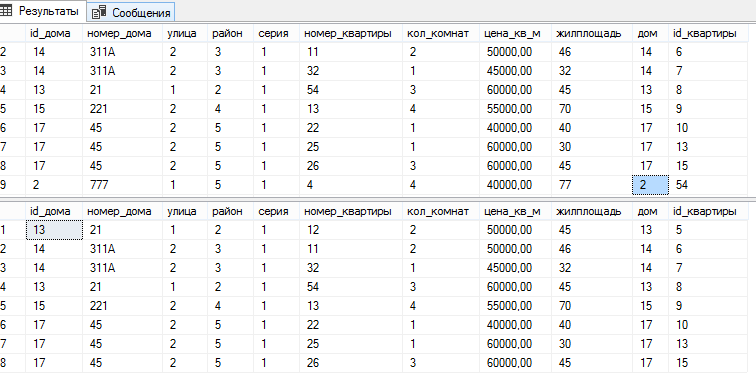 Результаты Сообщения
id_дома номер_дома улица район серия номер_квартиры кол_комнат цена_кв_м жилплощадь дом id_квартиры
2 14 311А 2 3 1 11 2 50000,00 46 14 6
3 14 311А 2 3 1 32 1 45000,00 32 14 7
4 13 21 1 2 1 54 3 60000,00 45 13 8
5 15 221 2 4 1 13 4 55000,00 70 15 9
6 17 45 2 5 1 22 1 40000,00 40 17 10
7 17 45 2 5 1 25 1 60000,00 30 17 13
8 17 45 2 5 1 26 3 60000,00 45 17 15
9 2 777 1 5 1 4 4 40000,00 77 2 54
id_дома номер_дома улица район серия номер_квартиры кол_комнат цена_кв_м жилплощадь дом id_квартиры
1 13 21 1 2 1 12 2 50000,00 45 13 5
2 14 311А 2 3 1 11 2 50000,00 46 14 6
3 14 311А 2 3 1 32 1 45000,00 32 14 7
4 13 21 1 2 1 54 3 60000,00 45 13 8
5 15 221 2 4 1 13 4 55000,00 70 15 9
6 17 45 2 5 1 22 1 40000,00 40 17 10
7 17 45 2 5 1 25 1 60000,00 30 17 13
8 17 45 2 5 1 26 3 60000,00 45 17 15